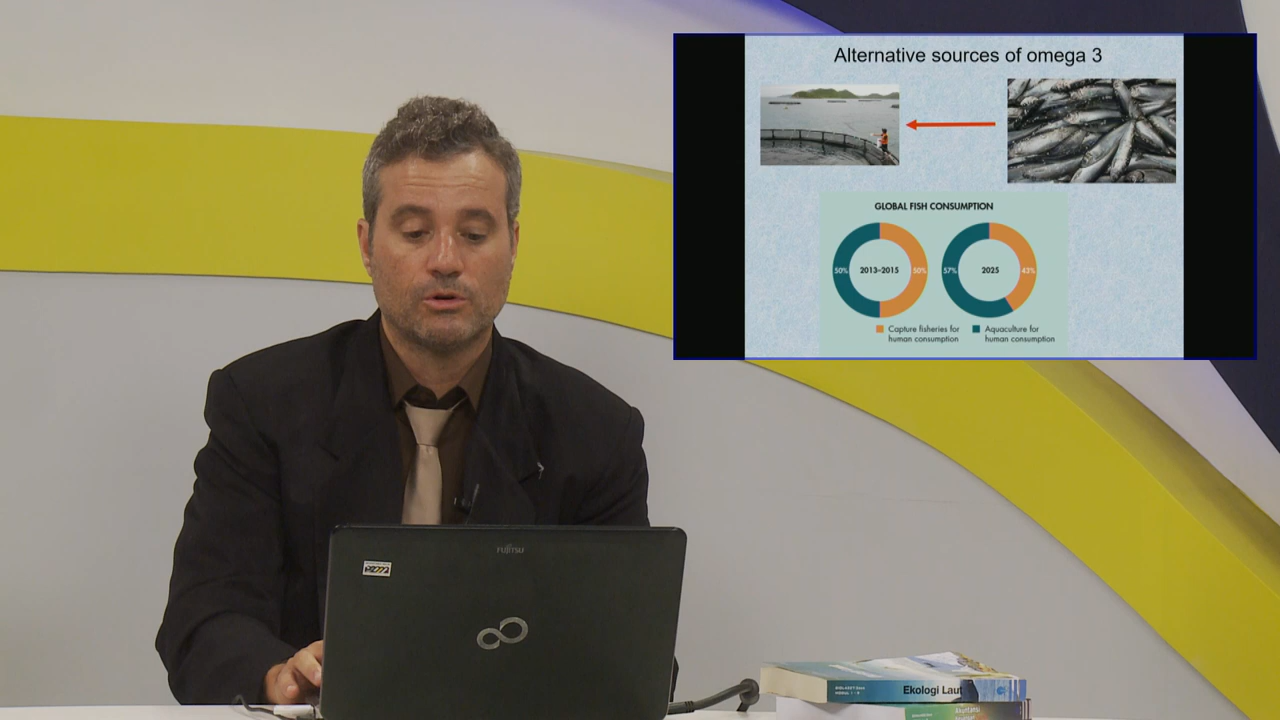 Alternative sources of omega 3
GLOBAL FISH CONSUMPTION
50%
2013–2015
50%
57%
2025
43%
Capture fisheries for
human consumption
Aquaculture for
human consumption
FUJITSU
Ekologi Laut
Akuntansi